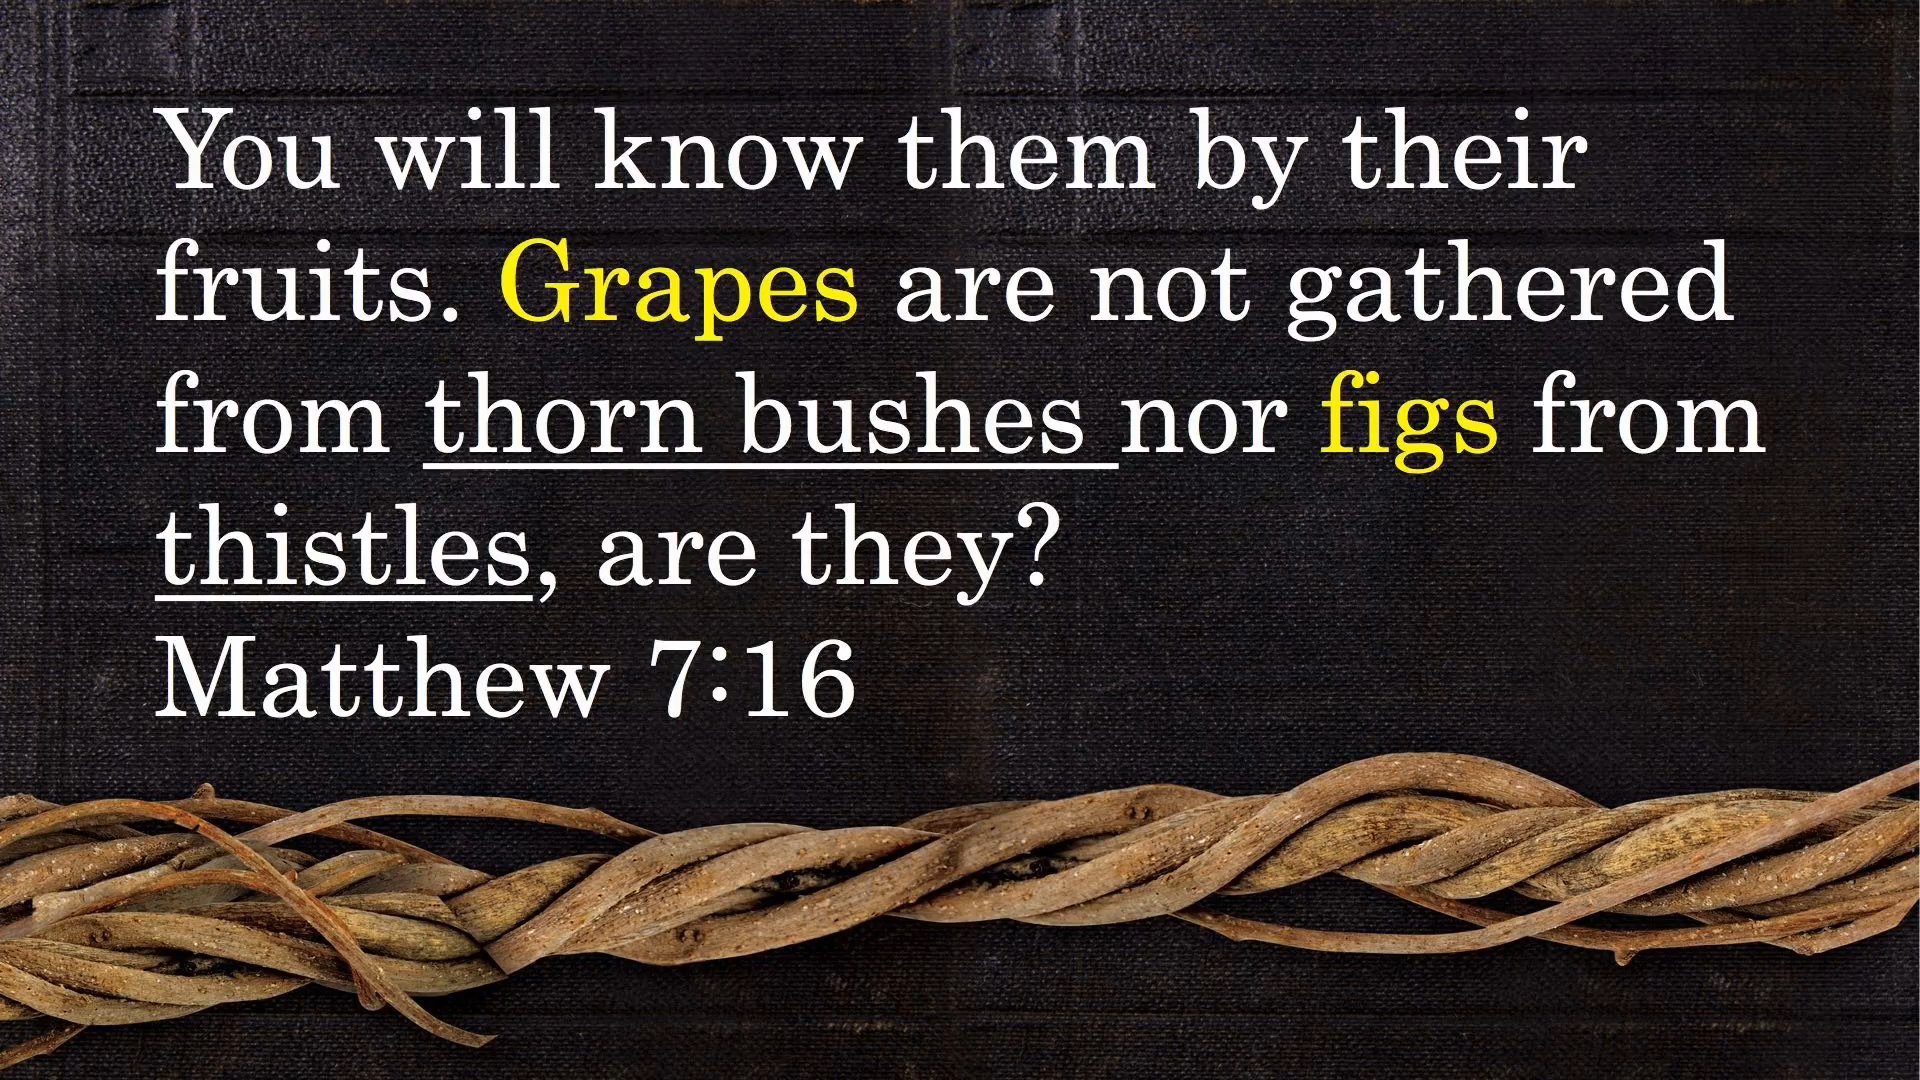 You will know them by their
fruits. Grapes are not gathered
from thorn bushes nor figs from
thistles, are they?
Matthew 7:16